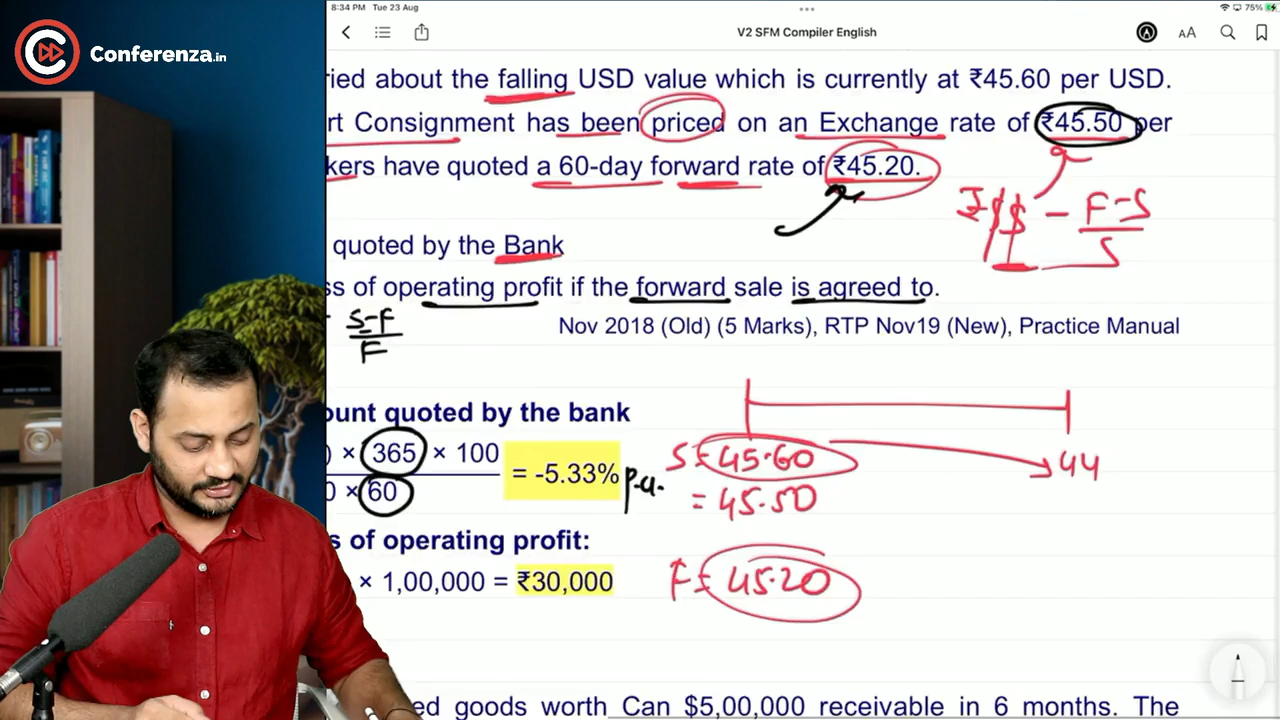 8:34 PM Tue 23 Aug
75%
V2 SFM Compiler English
AA
Conferenza.in
ried about the falling USD value which is currently at ₹45.60 per USD.
rt Consignment has been priced on an Exchange rate of ₹45.50 per
kers have quoted a 60-day forward rate of ₹45.20.
F-S
S
quoted by the Bank
ss of operating profit if the forward sale is agreed to.
S-F
F
Nov 2018 (Old) (5 Marks), RTP Nov19 (New), Practice Manual
ount quoted by the bank
) × 365 × 100
= -5.33% p.a.
0 × 60
S = 45.60
44
= 45.50
s of operating profit:
× 1,00,000 = ₹30,000
F = 45.20
ed goods worth Can $5,00,000 receivable in 6 months. The